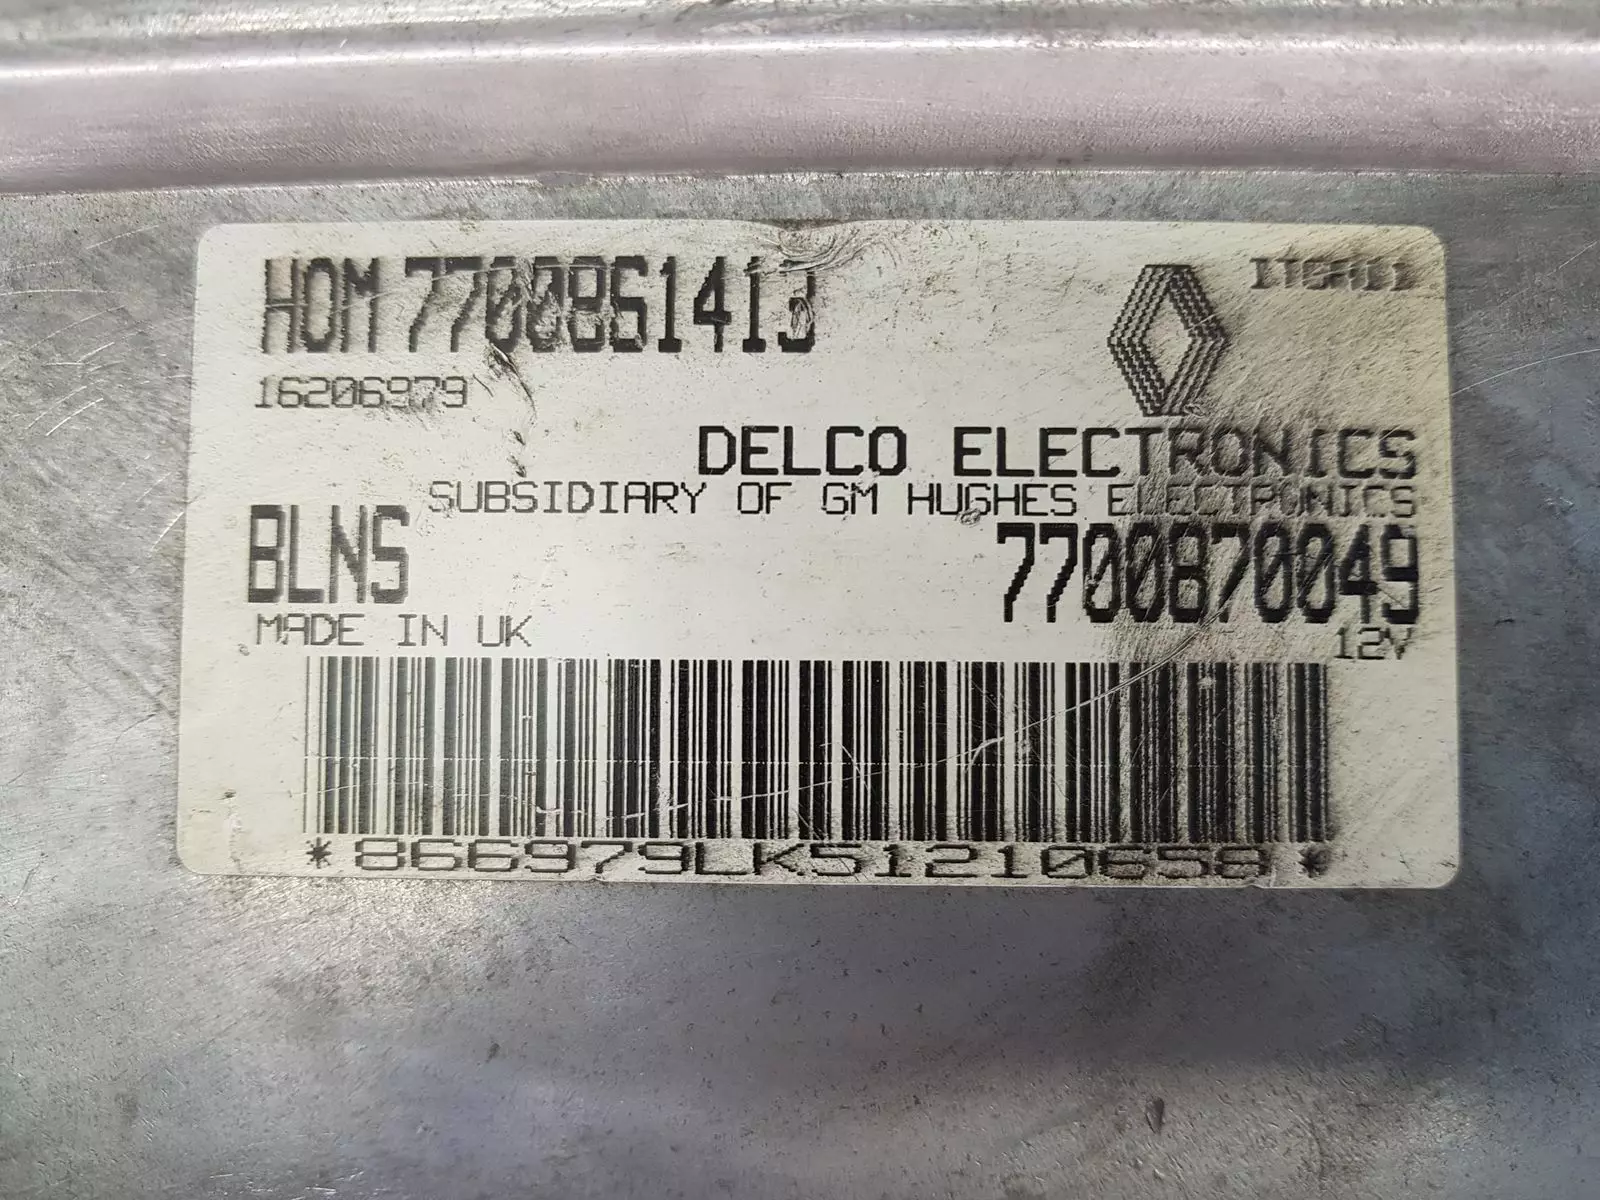 HOM 7700861413
16206979
DELCO ELECTRONICS
SUBSIDIARY OF GM HUGHES ELECTRONICS
BLNS
7700870049
MADE IN UK
12V
*866979LK51210658*